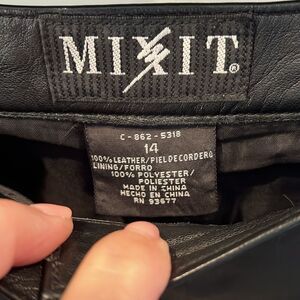 MIXIT®
C-862-5318
14
100% LEATHER/PIEL DE CORDERO
LINING/FORRO
100% POLYESTER/
POLIESTER
MADE IN CHINA
HECHO EN CHINA
RN 93677